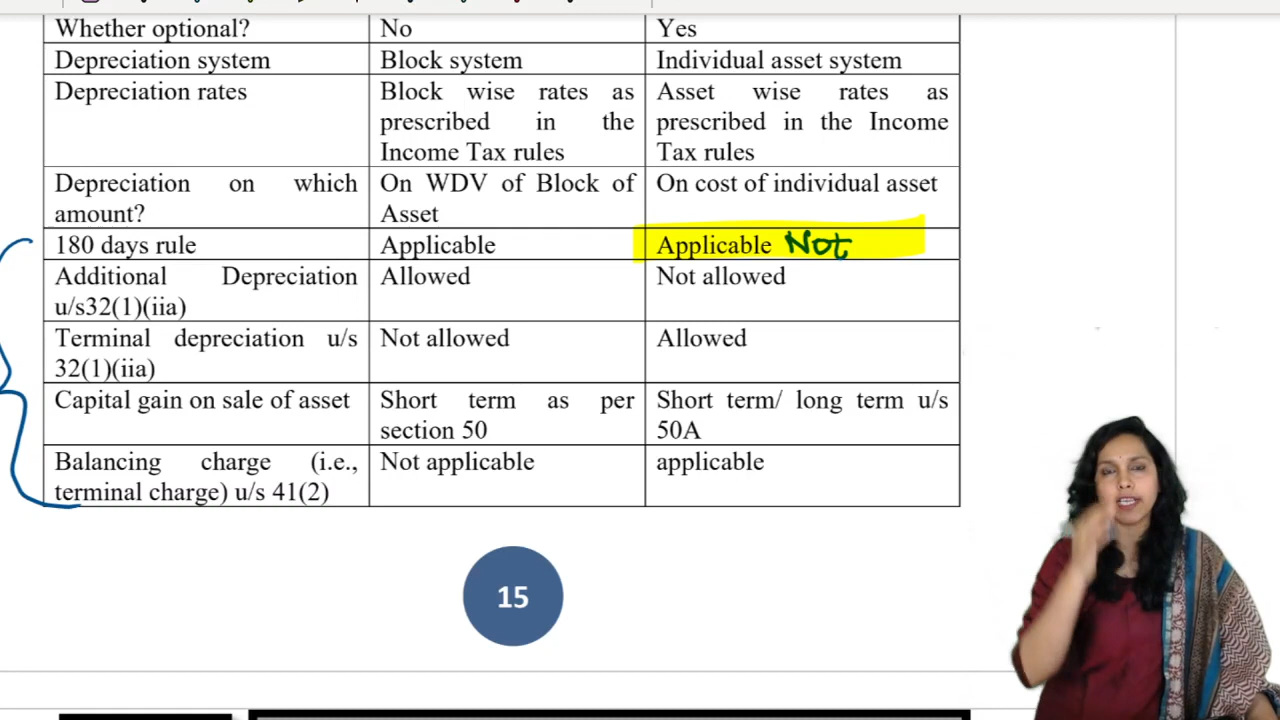 Whether optional? No Yes
Depreciation system Block system Individual asset system
Depreciation rates Block wise rates as Asset wise rates as
prescribed in the prescribed in the Income
Income Tax rules Tax rules
Depreciation on which On WDV of Block of On cost of individual asset
amount? Asset
180 days rule Applicable Applicable Not
Additional Depreciation Allowed Not allowed
u/s32(1)(iia)
Terminal depreciation u/s Not allowed Allowed
32(1)(iia)
Capital gain on sale of asset Short term as per Short term/ long term u/s
section 50 50A
Balancing charge (i.e., Not applicable applicable
terminal charge) u/s 41(2)
15